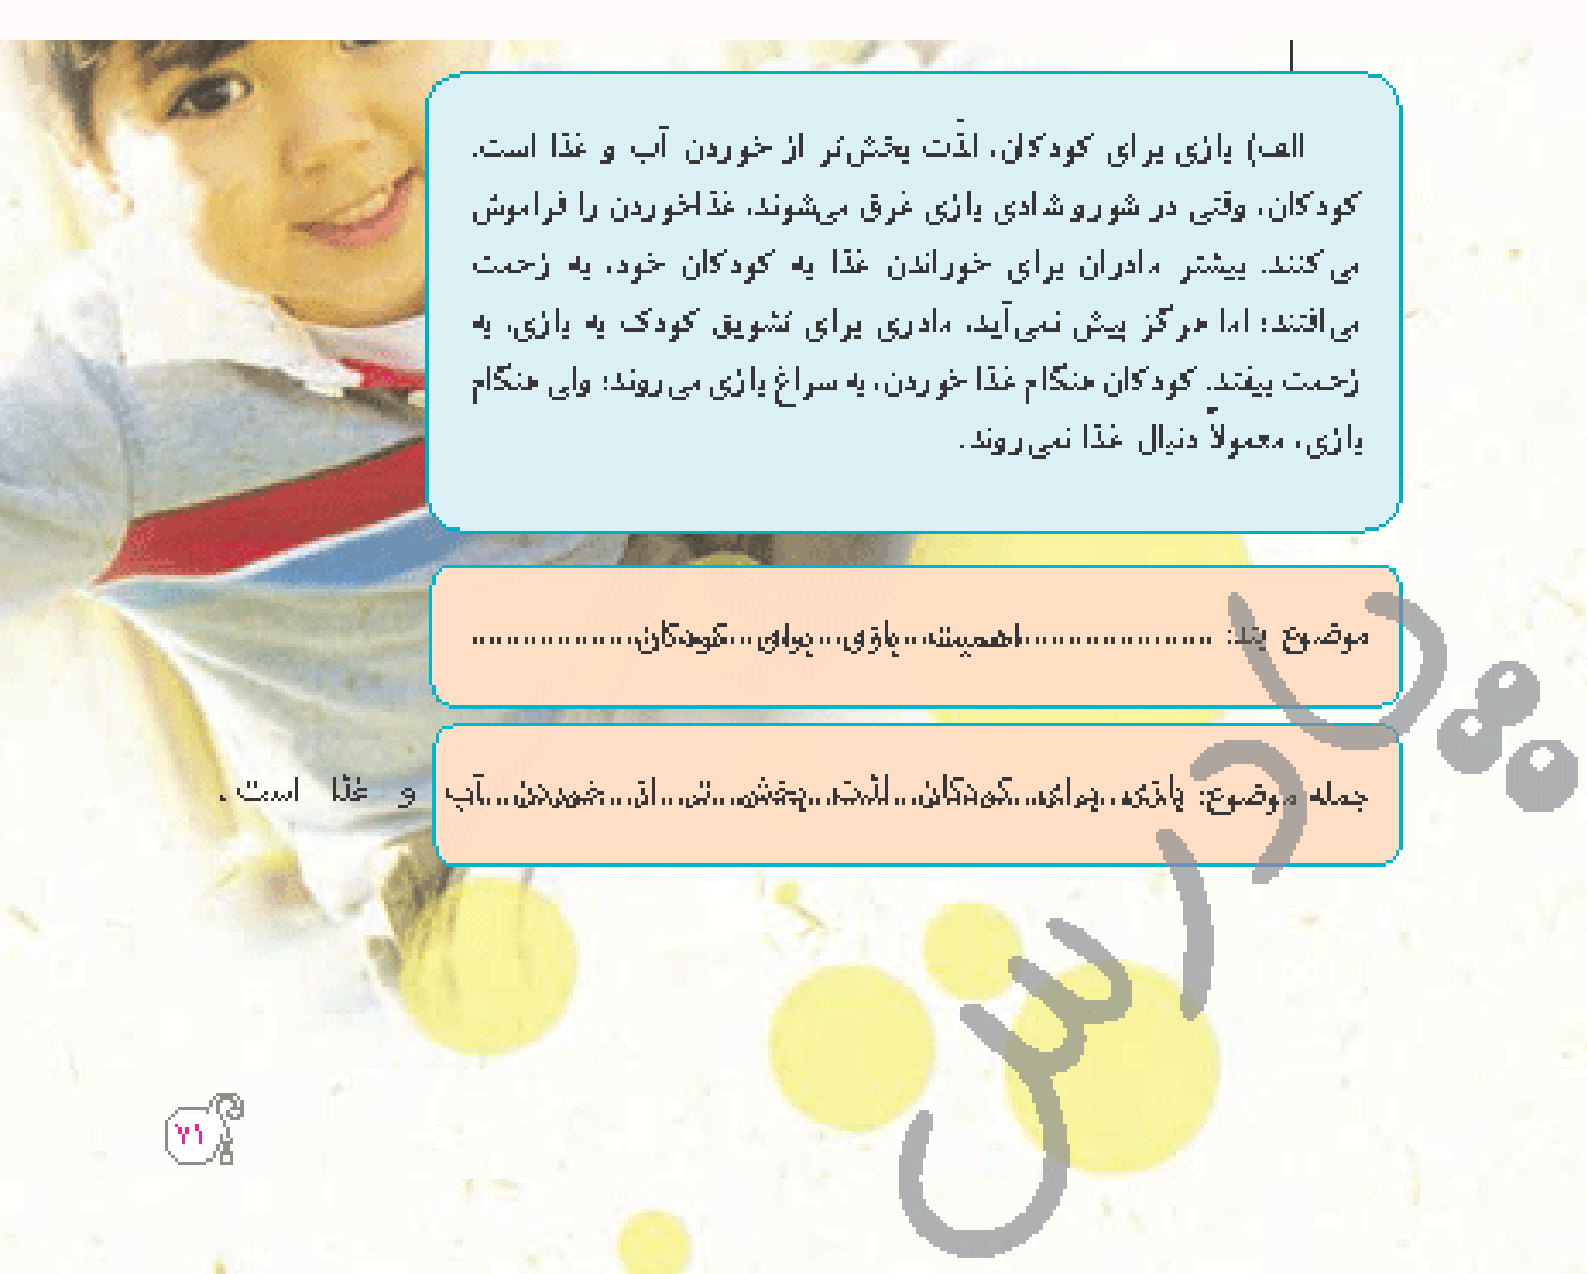 الف) بازی برای کودکان، لذّت بخش‌تر از خوردن آب و غذا است.
کودکان، وقتی در شور و شادی بازی غرق می‌شوند، غذاخوردن را فراموش
می‌کنند. بیشتر مادران برای خوراندن غذا به کودکان خود، به زحمت
می‌افتند؛ اما هرگز پیش نمی‌آید، مادری برای تشویق کودک به بازی، به
زحمت بیفتد. کودکان هنگام غذا خوردن، به سراغ بازی می‌روند؛ ولی هنگام
بازی، معمولاً دنبال غذا نمی‌روند.
موضوع بند: اهمیت بازی برای کودکان
جمله موضوع: بازی برای کودکان لذت بخش تر از خوردن آب و غذا است.
۷۱